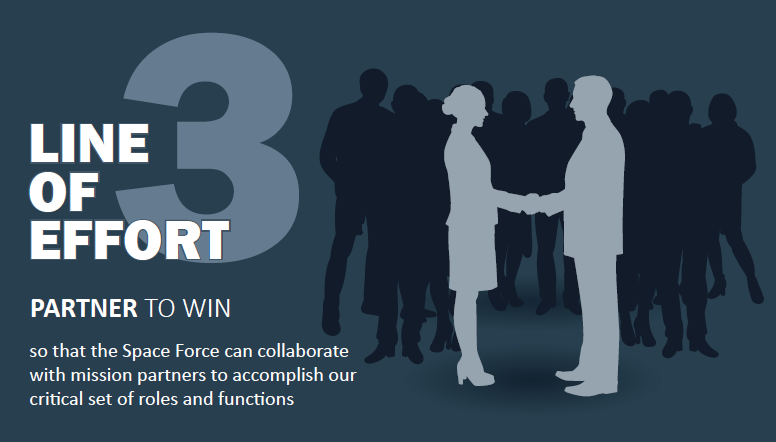 3
LINE
OF
EFFORT
PARTNER TO WIN
so that the Space Force can collaborate
with mission partners to accomplish our
critical set of roles and functions